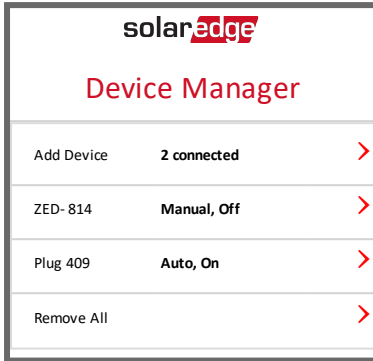 solaredge
Device Manager
Add Device 2 connected
ZED- 814 Manual, Off
Plug 409 Auto, On
Remove All